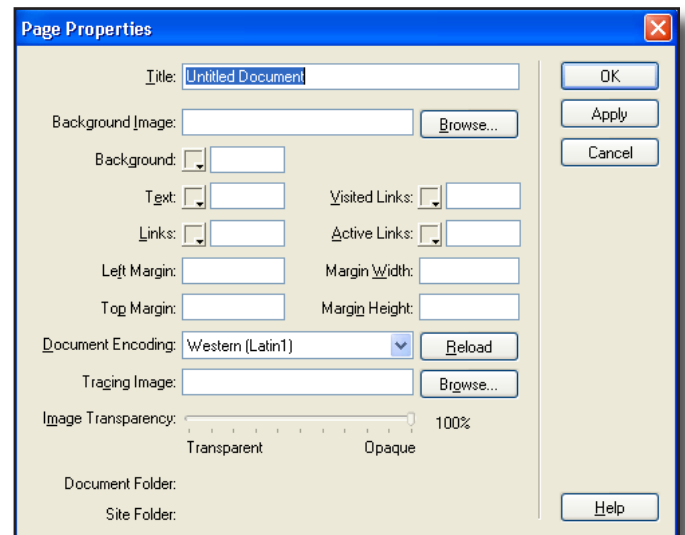 Page Properties
Title: Untitled Document OK
Background Image: Browse... Apply
Background: Cancel
Text: Visited Links:
Links: Active Links:
Left Margin: Margin Width:
Top Margin: Margin Height:
Document Encoding: Western (Latin1) Reload
Tracing Image: Browse...
Image Transparency: 100%
Transparent Opaque
Document Folder:
Site Folder: Help